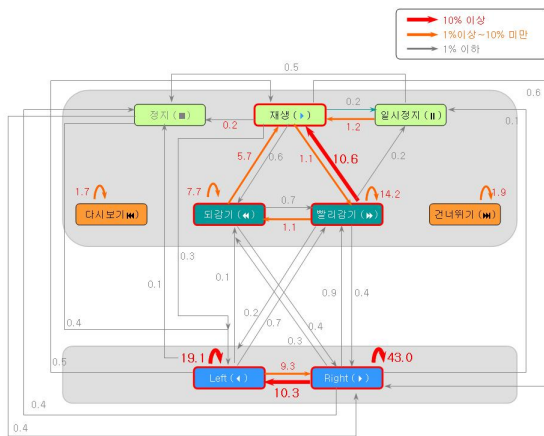 10% 이상
1%이상~10% 미만
1% 이하
0.5
0.6
정지 (■)
재생 (▶)
일시정지 (II)
0.2
0.2
1.2
0.1
5.7
0.6
1.1
10.6
0.2
1.7
7.7
14.2
1.9
다시보기 (⏮)
되감기 (◀◀)
0.7
1.1
빨리감기 (▶▶)
건너뛰기 (⏭)
0.3
0.1
0.1
0.2
0.7
0.4
0.3
0.9
0.4
0.4
0.5
19.1
43.0
Left (◀)
9.3
10.3
Right (▶)
0.4
0.4